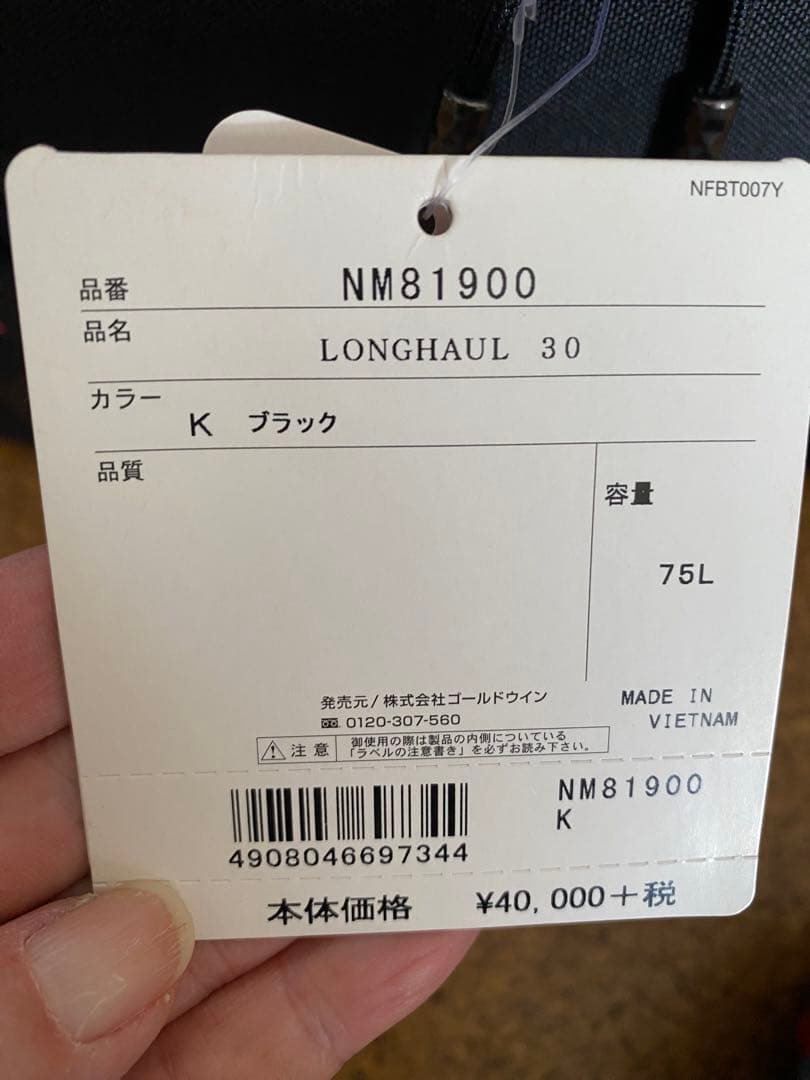 NFBT007Y
品番 NM81900
品名 LONGHAUL 30
カラー K ブラック
品質
容量
75L
発売元/株式会社ゴールドウイン
0120-307-560
MADE IN
VIETNAM
注意 御使用の際は製品の内側についている
「ラベルの注意書き」を必ずお読み下さい。
NM81900
K
4908046697344
本体価格 ¥40,000+税